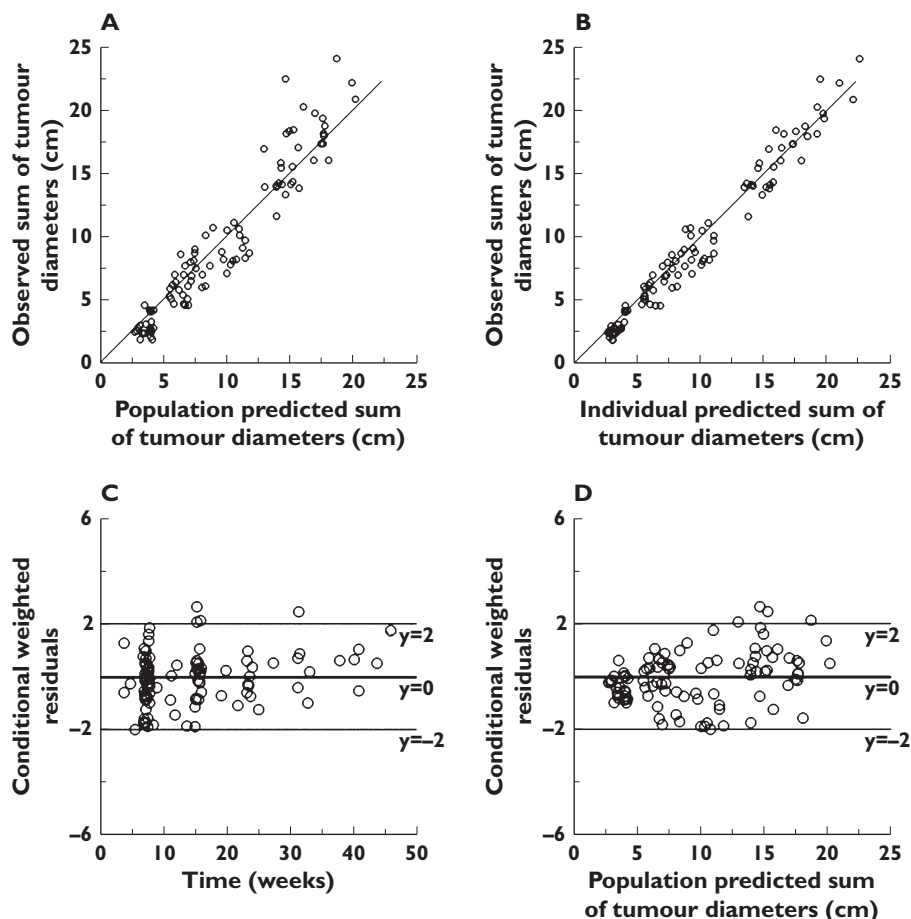 A
Observed sum of tumour
diameters (cm)
25
20
15
10
5
0
0 5 10 15 20 25
Population predicted sum
of tumour diameters (cm)
B
Observed sum of tumour
diameters (cm)
25
20
15
10
5
0
0 5 10 15 20 25
Individual predicted sum of
tumour diameters (cm)
C
Conditional weighted
residuals
6
2
–2
–6
y=2
y=0
y=–2
0 10 20 30 40 50
Time (weeks)
D
Conditional weighted
residuals
6
2
–2
–6
y=2
y=0
y=–2
0 5 10 15 20 25
Population predicted sum
of tumour diameters (cm)